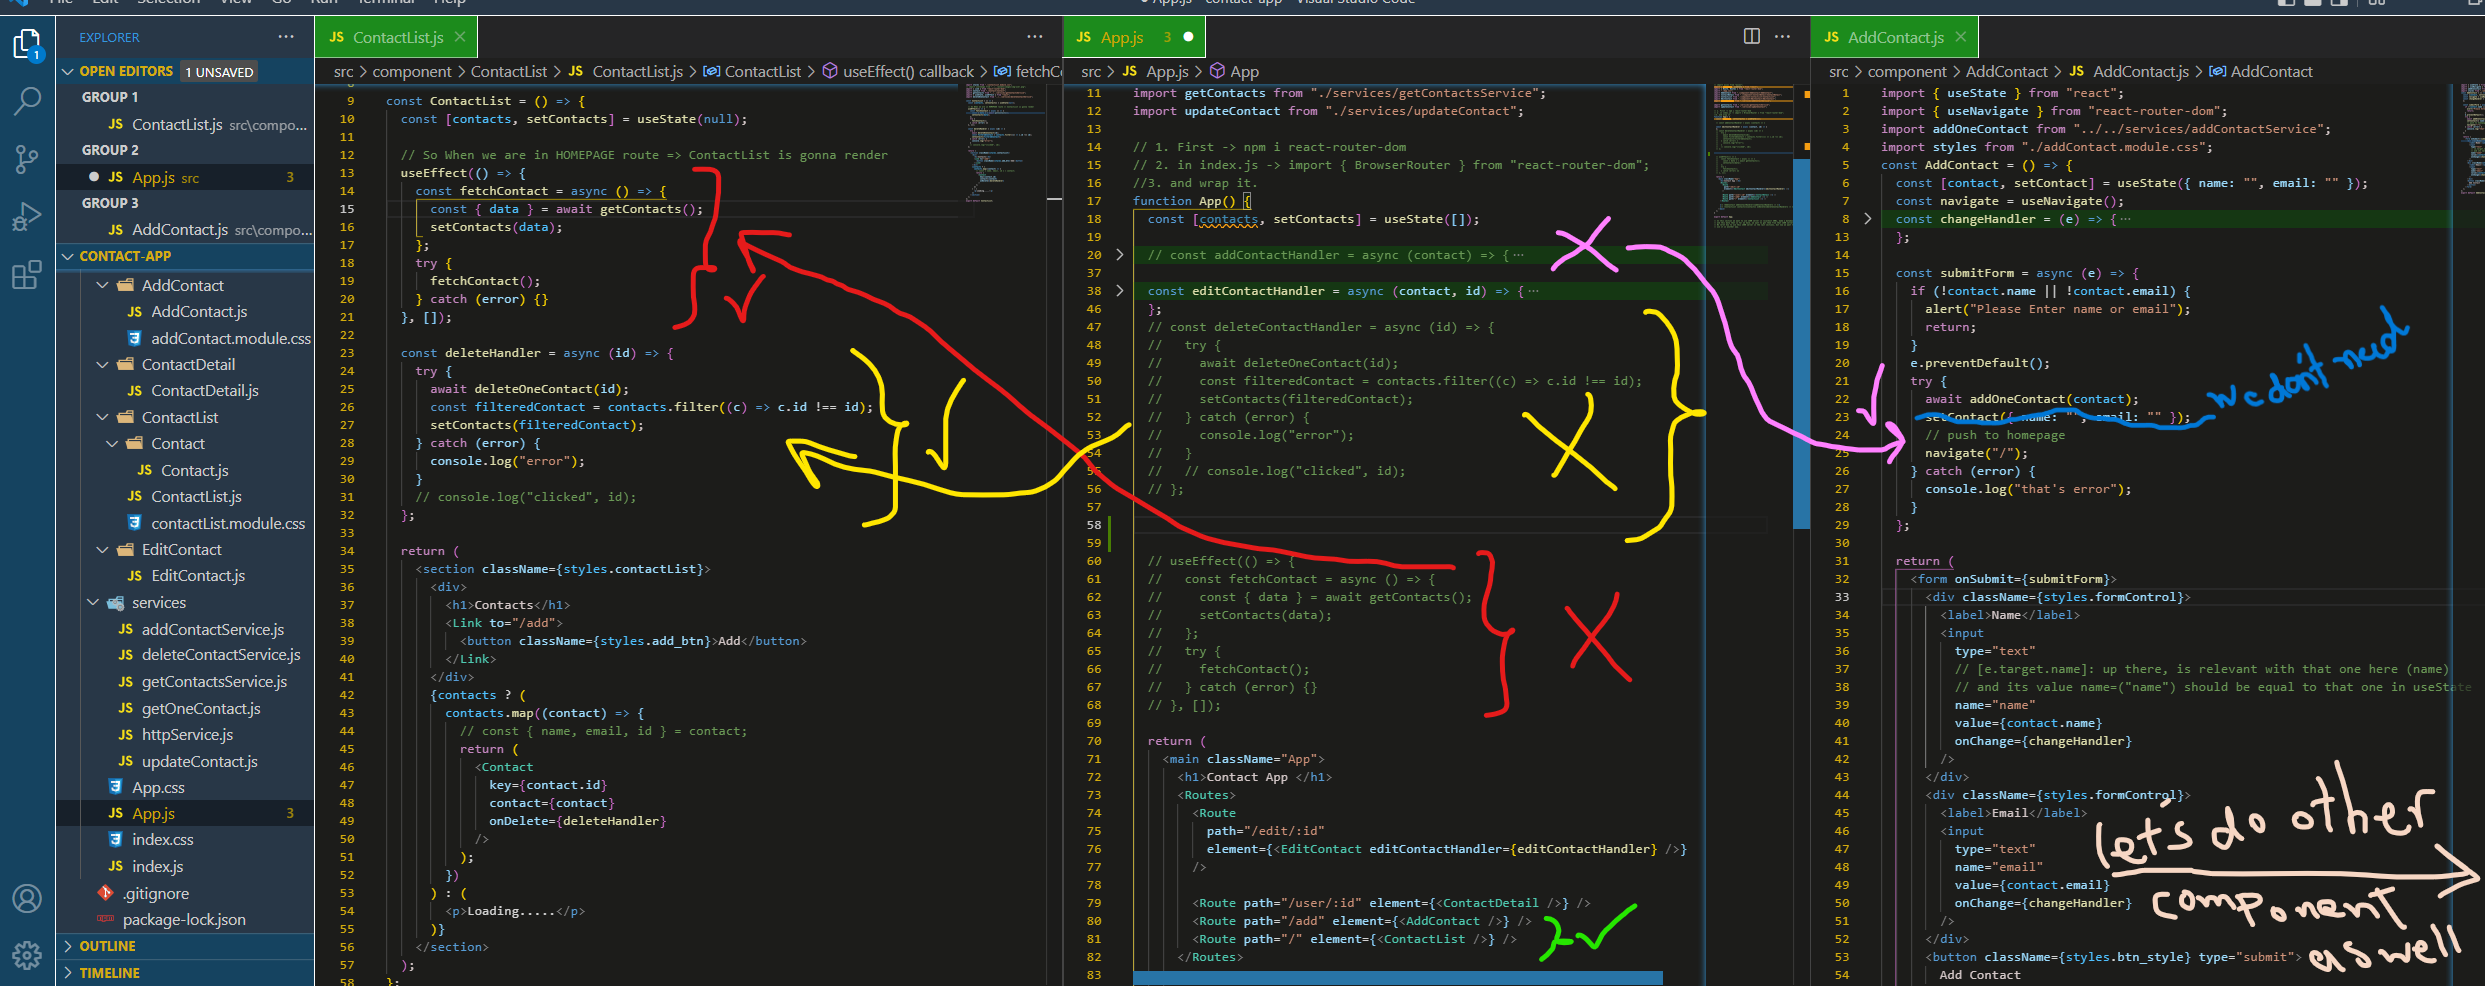 File Edit Selection View Go Run Terminal Help
App.js - contact-app - Visual Studio Code
EXPLORER
OPEN EDITORS 1 UNSAVED
GROUP 1
JS ContactList.js src\compo...
GROUP 2
JS App.js src 3
GROUP 3
JS AddContact.js src\compon...
CONTACT-APP
AddContact
JS AddContact.js
addContact.module.css
ContactDetail
JS ContactDetail.js
ContactList
Contact
JS Contact.js
JS ContactList.js
contactList.module.css
EditContact
JS EditContact.js
services
JS addContactService.js
JS deleteContactService.js
JS getContactsService.js
JS getOneContact.js
JS httpService.js
JS updateContact.js
App.css
JS App.js 3
index.css
JS index.js
.gitignore
package-lock.json
OUTLINE
TIMELINE
JS ContactList.js
src > component > ContactList > JS ContactList.js > ContactList > useEffect() callback > fetchCo
9 const ContactList = () => {
10 const [contacts, setContacts] = useState(null);
11
12 // So When we are in HOMEPAGE route => ContactList is gonna render
13 useEffect(() => {
14 const fetchContact = async () => {
15 const { data } = await getContacts();
16 setContacts(data);
17 };
18 try {
19 fetchContact();
20 } catch (error) {}
21 }, []);
22
23 const deleteHandler = async (id) => {
24 try {
25 await deleteOneContact(id);
26 const filteredContact = contacts.filter((c) => c.id !== id);
27 setContacts(filteredContact);
28 } catch (error) {
29 console.log("error");
30 }
31 // console.log("clicked", id);
32 };
33
34 return (
35 <section className={styles.contactList}>
36 <div>
37 <h1>Contacts</h1>
38 <Link to="/add">
39 <button className={styles.add_btn}>Add</button>
40 </Link>
41 </div>
42 {contacts ? (
43 contacts.map((contact) => {
44 // const { name, email, id } = contact;
45 return (
46 <Contact
47 key={contact.id}
48 contact={contact}
49 onDelete={deleteHandler}
50 />
51 );
52 })
53 ) : (
54 <p>Loading.....</p>
55 )}
56 </section>
57 );
58 };
JS App.js 3
src > JS App.js > App
11 import getContacts from "./services/getContactsService";
12 import updateContact from "./services/updateContact";
13
14 // 1. First -> npm i react-router-dom
15 // 2. in index.js -> import { BrowserRouter } from "react-router-dom";
16 //3. and wrap it.
17 function App() {
18 const [contacts, setContacts] = useState([]);
19
20 // const addContactHandler = async (contact) => {...
37
38 const editContactHandler = async (contact, id) => {...
46 };
47 // const deleteContactHandler = async (id) => {
48 // try {
49 // await deleteOneContact(id);
50 // const filteredContact = contacts.filter((c) => c.id !== id);
51 // setContacts(filteredContact);
52 // } catch (error) {
53 // console.log("error");
54 // }
55 // // console.log("clicked", id);
56 // };
57
58
59
60 // useEffect(() => {
61 // const fetchContact = async () => {
62 // const { data } = await getContacts();
63 // setContacts(data);
64 // };
65 // try {
66 // fetchContact();
67 // } catch (error) {}
68 // }, []);
69
70 return (
71 <main className="App">
72 <h1>Contact App </h1>
73 <Routes>
74 <Route
75 path="/edit/:id"
76 element={<EditContact editContactHandler={editContactHandler} />}
77 />
78
79 <Route path="/user/:id" element={<ContactDetail />} />
80 <Route path="/add" element={<AddContact />} />
81 <Route path="/" element={<ContactList />} />
82 </Routes>
83
JS AddContact.js
src > component > AddContact > JS AddContact.js > AddContact
1 import { useState } from "react";
2 import { useNavigate } from "react-router-dom";
3 import addOneContact from "../../services/addContactService";
4 import styles from "./addContact.module.css";
5 const AddContact = () => {
6 const [contact, setContact] = useState({ name: "", email: "" });
7 const navigate = useNavigate();
8 const changeHandler = (e) => {...
13 };
14
15 const submitForm = async (e) => {
16 if (!contact.name || !contact.email) {
17 alert("Please Enter name or email");
18 return;
19 }
20 e.preventDefault();
21 try {
22 await addOneContact(contact);
23 setContact({ name: "", email: "" });
24 // push to homepage
25 navigate("/");
26 } catch (error) {
27 console.log("that's error");
28 }
29 };
30
31 return (
32 <form onSubmit={submitForm}>
33 <div className={styles.formControl}>
34 <label>Name</label>
35 <input
36 type="text"
37 // [e.target.name]: up there, is relevant with that one here (name)
38 // and its value name=("name") should be equal to that one in useState
39 name="name"
40 value={contact.name}
41 onChange={changeHandler}
42 />
43 </div>
44 <div className={styles.formControl}>
45 <label>Email</label>
46 <input
47 type="text"
48 name="email"
49 value={contact.email}
50 onChange={changeHandler}
51 />
52 </div>
53 <button className={styles.btn_style} type="submit">
54 Add Contact
we don't need
let's do other
component
as well